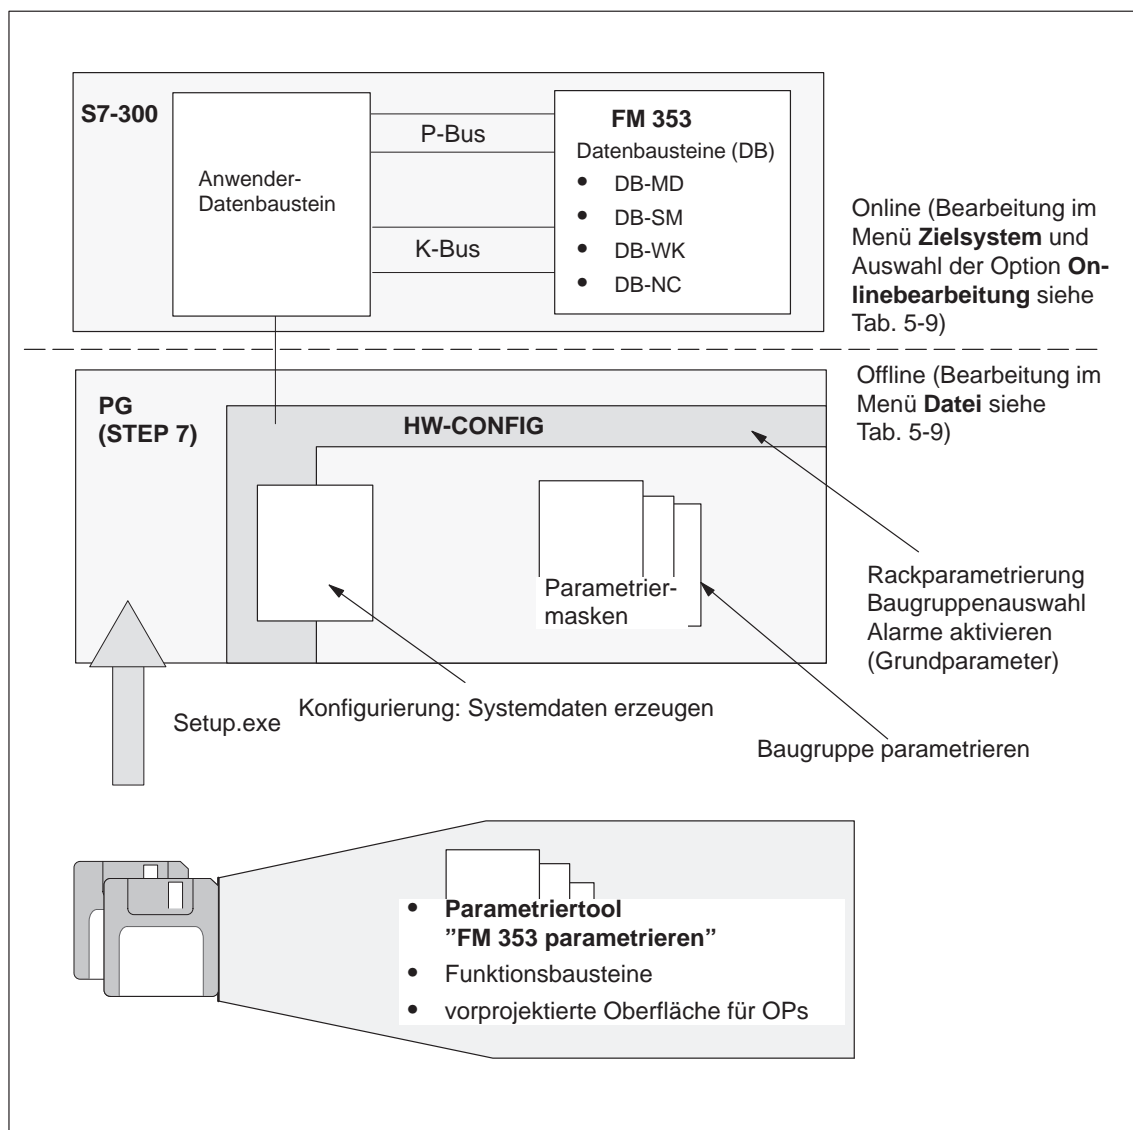 S7-300
Anwender-
Datenbaustein
P-Bus
K-Bus
FM 353
Datenbausteine (DB)
• DB-MD
• DB-SM
• DB-WK
• DB-NC
Online (Bearbeitung im
Menü Zielsystem und
Auswahl der Option On-
linebearbeitung siehe
Tab. 5-9)
Offline (Bearbeitung im
Menü Datei siehe
Tab. 5-9)
PG
(STEP 7)
HW-CONFIG
Parametrier-
masken
Rackparametrierung
Baugruppenauswahl
Alarme aktivieren
(Grundparameter)
Konfigurierung: Systemdaten erzeugen
Setup.exe
Baugruppe parametrieren
• Parametriertool
”FM 353 parametrieren”
• Funktionsbausteine
• vorprojektierte Oberfläche für OPs